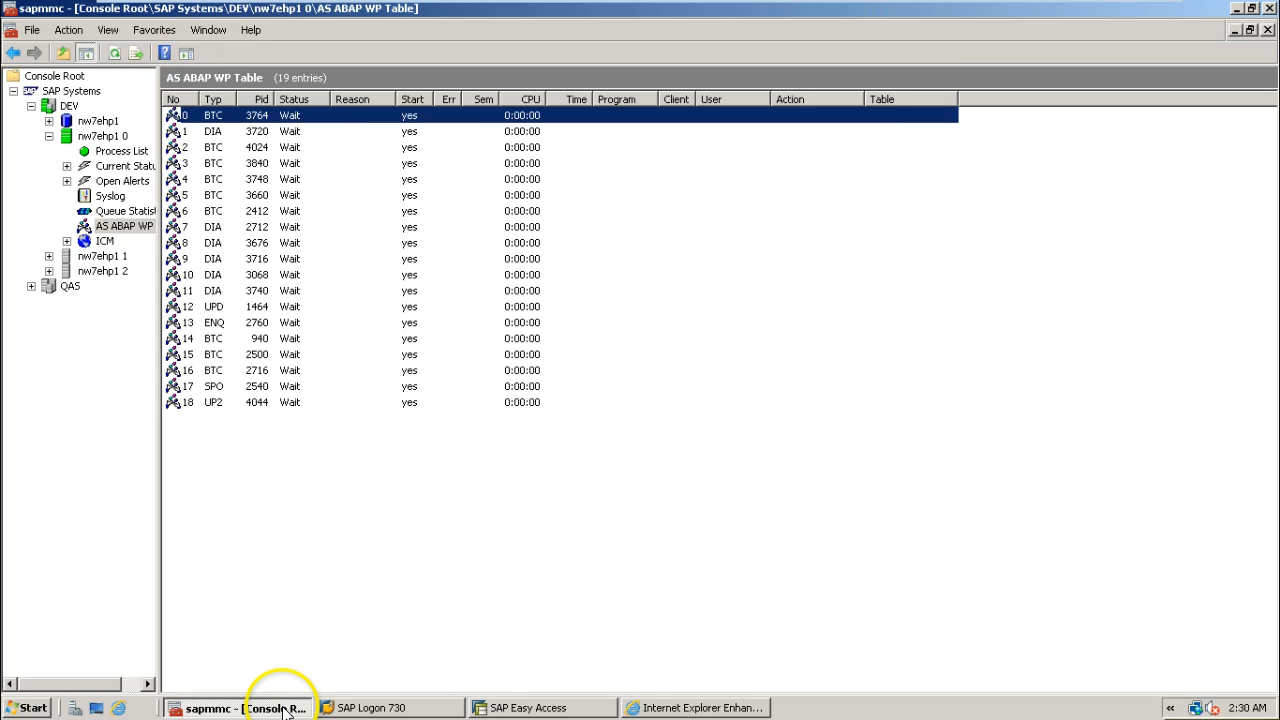 sapmmc - [Console Root\SAP Systems\DEV\nw7ehp1 0\AS ABAP WP Table]
File Action View Favorites Window Help
Console Root
SAP Systems
DEV
nw7ehp1
nw7ehp1 0
Process List
Current Statu
Open Alerts
Syslog
Queue Statist
AS ABAP WP
ICM
nw7ehp1 1
nw7ehp1 2
QAS
AS ABAP WP Table (19 entries)
No Typ Pid Status Reason Start Err Sem CPU Time Program Client User Action Table
0 BTC 3764 Wait yes 0:00:00
1 DIA 3720 Wait yes 0:00:00
2 BTC 4024 Wait yes 0:00:00
3 BTC 3840 Wait yes 0:00:00
4 BTC 3748 Wait yes 0:00:00
5 BTC 3660 Wait yes 0:00:00
6 BTC 2412 Wait yes 0:00:00
7 DIA 2712 Wait yes 0:00:00
8 DIA 3676 Wait yes 0:00:00
9 DIA 3716 Wait yes 0:00:00
10 DIA 3068 Wait yes 0:00:00
11 DIA 3740 Wait yes 0:00:00
12 UPD 1464 Wait yes 0:00:00
13 ENQ 2760 Wait yes 0:00:00
14 BTC 940 Wait yes 0:00:00
15 BTC 2500 Wait yes 0:00:00
16 BTC 2716 Wait yes 0:00:00
17 SPO 2540 Wait yes 0:00:00
18 UP2 4044 Wait yes 0:00:00
Start sapmmc - [Console R... SAP Logon 730 SAP Easy Access Internet Explorer Enhan... « 2:30 AM